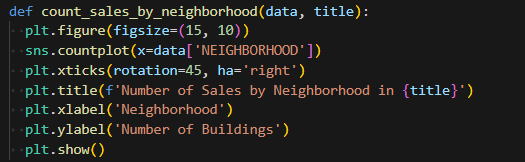 def count_sales_by_neighborhood(data, title):
  plt.figure(figsize=(15, 10))
  sns.countplot(x=data['NEIGHBORHOOD'])
  plt.xticks(rotation=45, ha='right')
  plt.title(f'Number of Sales by Neighborhood in {title}')
  plt.xlabel('Neighborhood')
  plt.ylabel('Number of Buildings')
  plt.show()